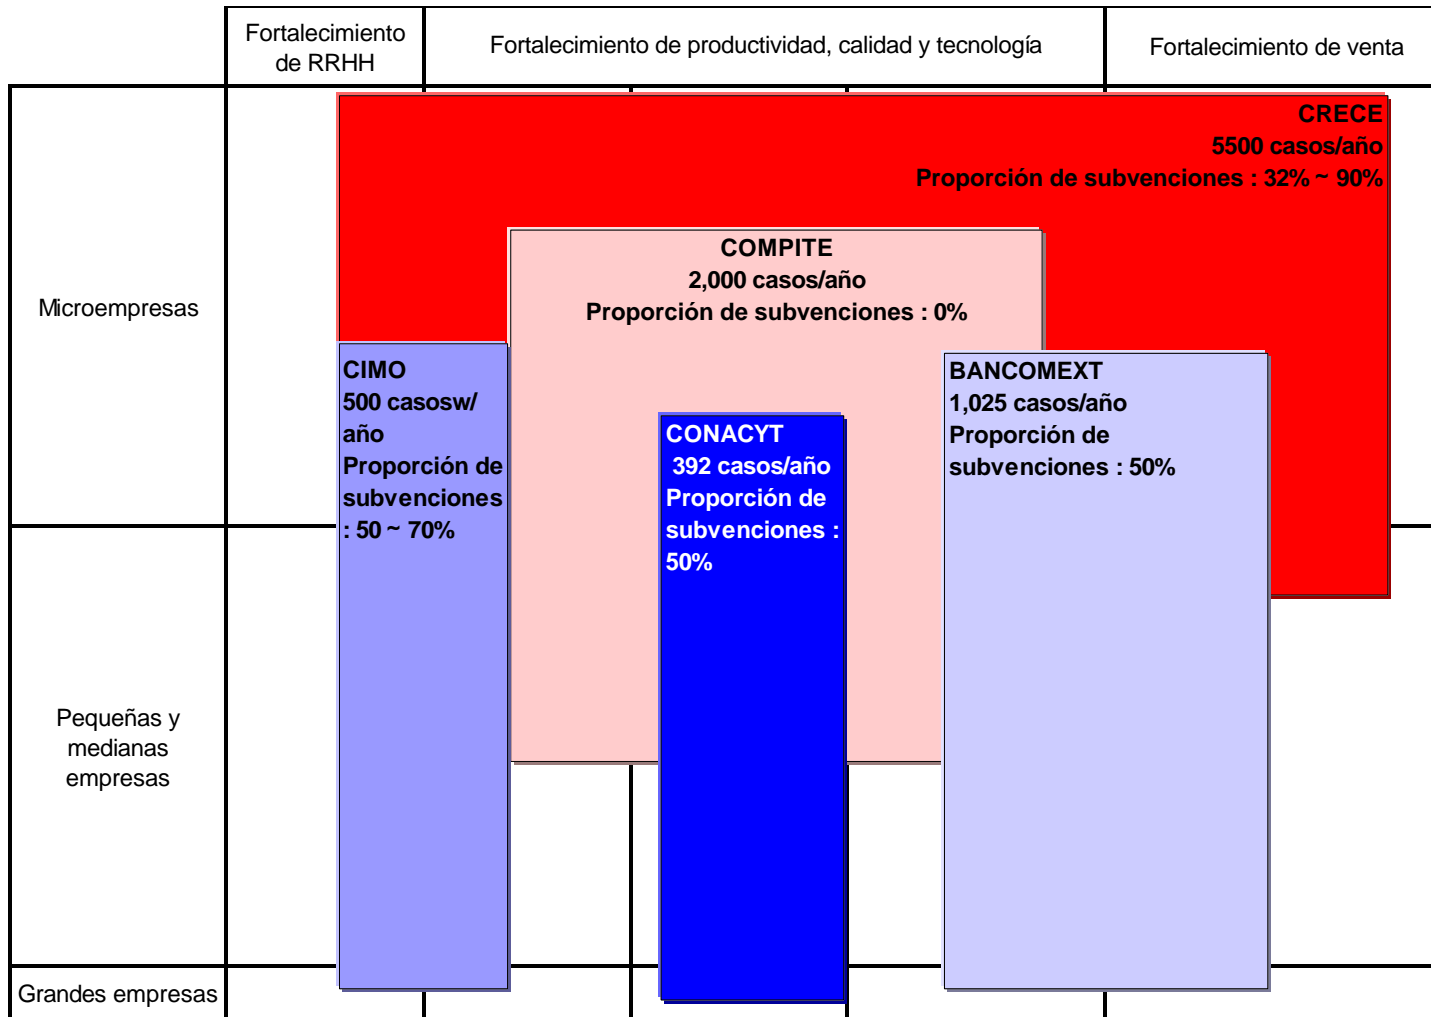 Fortalecimiento
de RRHH
Fortalecimiento de productividad, calidad y tecnología
Fortalecimiento de venta
Microempresas
CRECE
5500 casos/año
Proporción de subvenciones : 32% ~ 90%
COMPITE
2,000 casos/año
Proporción de subvenciones : 0%
CIMO
500 casosw/
año
Proporción de
subvenciones
: 50 ~ 70%
CONACYT
392 casos/año
Proporción de
subvenciones :
50%
BANCOMEXT
1,025 casos/año
Proporción de
subvenciones : 50%
Pequeñas y
medianas
empresas
Grandes empresas